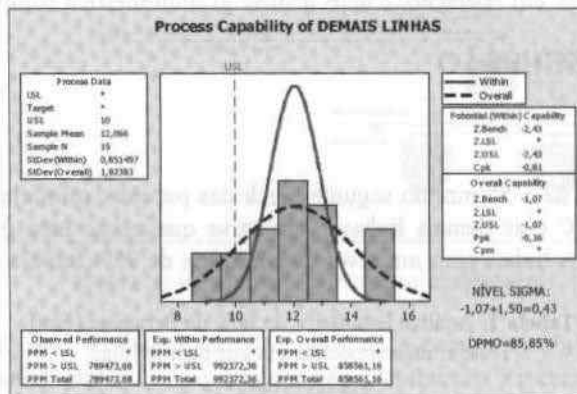 Process Capability of DEMAIS LINHAS
Process Data
LSL *
Target *
USL 10
Sample Mean 12,066
Sample N 19
StDev(Within) 0,851497
StDev(Overall) 1,92383
USL
Within
Overall
Potential (Within) Capability
Z.Bench -2,43
Z.LSL *
Z.USL -2,43
Cpk -0,81
Overall Capability
Z.Bench -1,07
Z.LSL *
Z.USL -1,07
Ppk -0,36
Cpm *
NÍVEL SIGMA:
-1,07+1,50=0,43
DPMO=85,85%
8 10 12 14 16
Observed Performance
PPM < LSL *
PPM > USL 789473,68
PPM Total 789473,68
Exp. Within Performance
PPM < LSL *
PPM > USL 992372,36
PPM Total 992372,36
Exp. Overall Performance
PPM < LSL *
PPM > USL 858561,16
PPM Total 858561,16